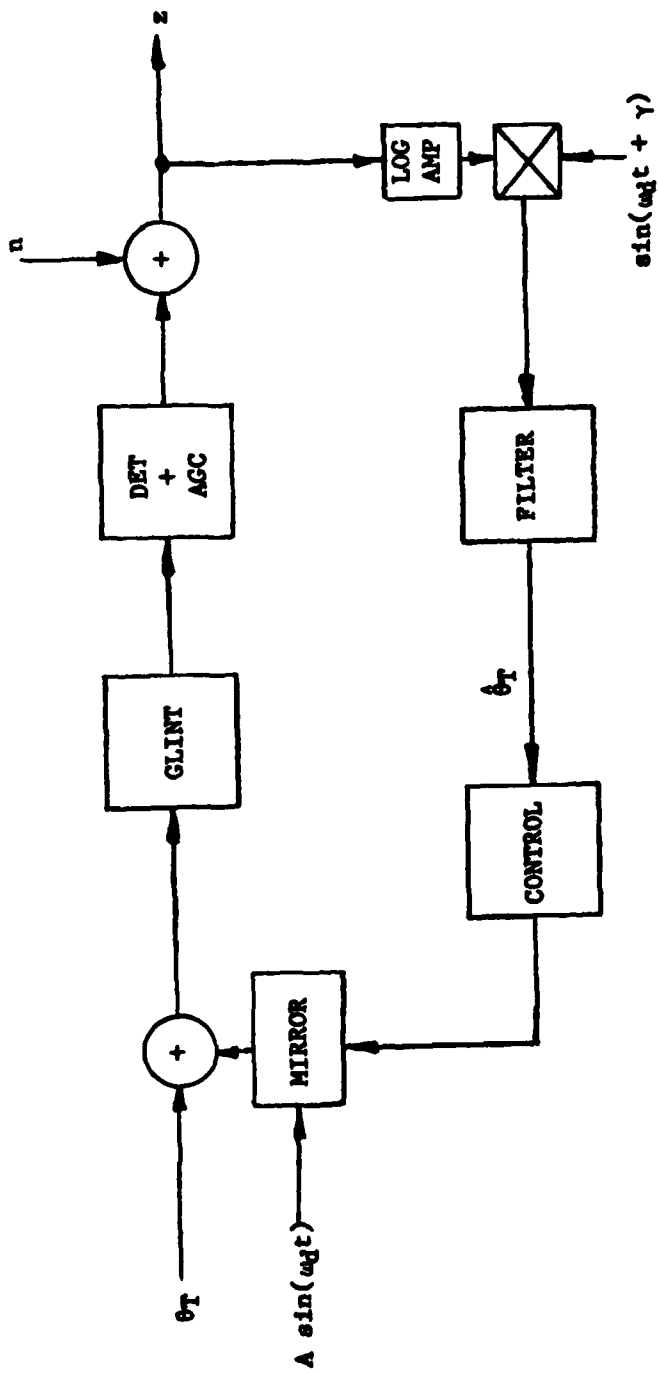 θT
+
A sin(ωdt)
MIRROR
GLINT
DET
+
AGC
n
+
z
LOG
AMP
sin(ωdt + γ)
FILTER
θ̂T
CONTROL